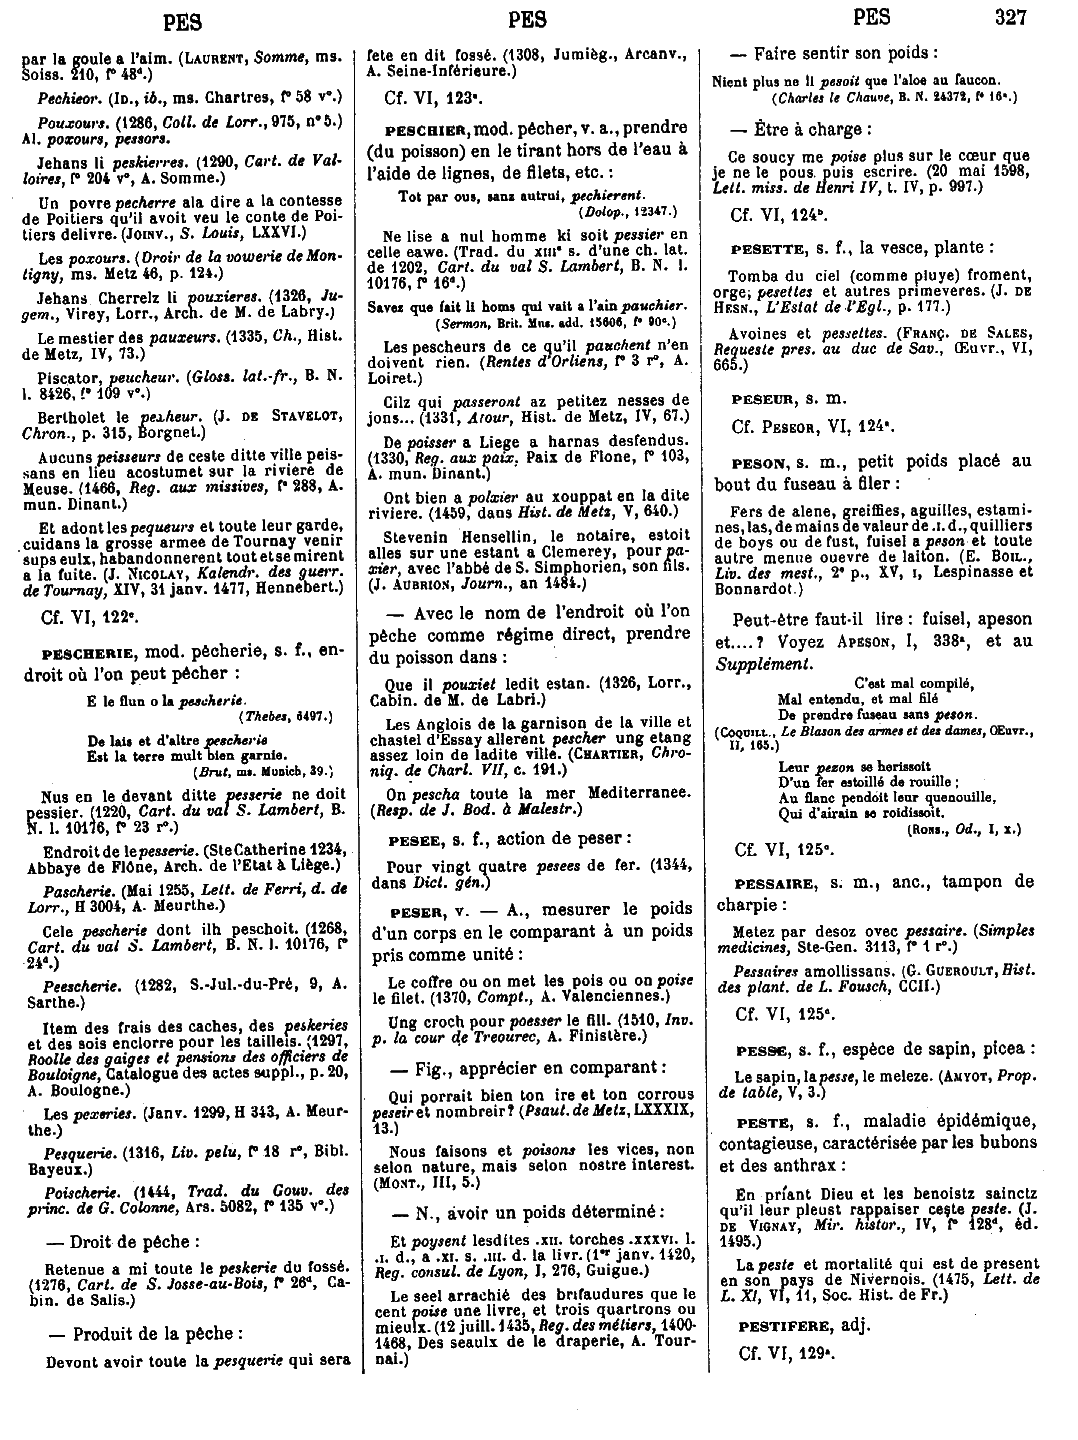 PES
PES
PES 327
par la goule a l'aim. (LAURENT, Somme, ms.
Soiss. 210, f° 48d.)
Pechieor. (ID., ib., ms. Chartres, f° 58 v°.)
Pouxours. (1286, Coll. de Lorr., 975, n° 5.)
Al. poxours, pessors.
Jehans li peskierres. (1290, Cart. de Val-
loires, f° 204 v°, A. Somme.)
Un povre pecherre ala dire a la contesse
de Poitiers qu'il avoit veu le conte de Poi-
tiers delivre. (JOINV., S. Louis, LXXVI.)
Les poxours. (Droir de la vowerie de Mon-
tigny, ms. Metz 46, p. 124.)
Jehans Cherrelz li pouxieres. (1326, Ju-
gem., Virey, Lorr., Arch. de M. de Labry.)
Le mestier des pauxeurs. (1335, Ch., Hist.
de Metz, IV, 73.)
Piscator, peucheur. (Gloss. lat.-fr., B. N.
l. 8426, f° 109 v°.)
Bertholet le pexheur. (J. DE STAVELOT,
Chron., p. 315, Borgnet.)
Aucuns peisseurs de ceste ditte ville peis-
sans en lieu acostumet sur la riviere de
Meuse. (1466, Reg. aux missives, f° 288, A.
mun. Dinant.)
Et adont les pequeurs et toute leur garde,
cuidans la grosse armee de Tournay venir
sups eulx, habandonnerent tout et se mirent
a la fuite. (J. NICOLAY, Kalendr. des guerr.
de Tournay, XIV, 31 janv. 1477, Hennebert.)
Cf. VI, 122c.
PESCHERIE, mod. pêcherie, s. f., en-
droit où l'on peut pêcher :
E le flun o la pescherie.
(Thebes, 6497.)
De lais et d'altre pescherie
Est la terre mult bien garnie.
(Brut, ms. Munich, 39.)
Nus en le devant ditte pesserie ne doit
pessier. (1220, Cart. du val S. Lambert, B.
N. l. 10176, f° 23 r°.)
Endroit de le pesserie. (Ste Catherine 1234,
Abbaye de Flône, Arch. de l'Etat à Liège.)
Pascherie. (Mai 1255, Lett. de Ferri, d. de
Lorr., H 3004, A. Meurthe.)
Cele pescherie dont ilh peschoit. (1268,
Cart. du val S. Lambert, B. N. l. 10176, f°
24d.)
Peescherie. (1282, S.-Jul.-du-Pré, 9, A.
Sarthe.)
Item des frais des caches, des peskeries
et des sois enclorre pour les tailleis. (1297,
Roolle des gaiges et pensions des officiers de
Bouloigne, Catalogue des actes suppl., p. 20,
A. Boulogne.)
Les pexeries. (Janv. 1299, H 343, A. Meur-
the.)
Pesquerie. (1316, Liv. pelu, f° 18 r°, Bibl.
Bayeux.)
Poischerie. (1444, Trad. du Gouv. des
princ. de G. Colonne, Ars. 5082, f° 135 v°.)
— Droit de pêche :
Retenue a mi toute le peskerie du fossé.
(1276, Cart. de S. Josse-au-Bois, f° 26d, Ca-
bin. de Salis.)
— Produit de la pêche :
Devont avoir toute la pesquerie qui sera
fete en dit fossé. (1308, Jumièg., Arcanv.,
A. Seine-Inférieure.)
Cf. VI, 123a.
PESCHIER, mod. pêcher, v. a., prendre
(du poisson) en le tirant hors de l'eau à
l'aide de lignes, de filets, etc. :
Tot par ous, sanz autrui, pechierent.
(Dolop., 12347.)
Ne lise a nul homme ki soit pessier en
celle eawe. (Trad. du XIIIe s. d'une ch. lat.
de 1202, Cart. du val S. Lambert, B. N. l.
10176, f° 16d.)
Savez que fait li homs qui vait a l'ain pauchier.
(Sermon, Brit. Mus. add. 15606, f° 90c.)
Les pescheurs de ce qu'il pauchent n'en
doivent rien. (Rentes d'Orliens, f° 3 r°, A.
Loiret.)
Cilz qui passeront az petitez nesses de
jons... (1331, Atour, Hist. de Metz, IV, 67.)
De poisser a Liege a harnas desfendus.
(1330, Reg. aux paix, Paix de Flone, f° 103,
A. mun. Dinant.)
Ont bien a polxier au xouppat en la dite
riviere. (1459, dans Hist. de Metz, V, 640.)
Stevenin Hensellin, le notaire, estoit
alles sur une estant a Clemerey, pour pa-
xier, avec l'abbé de S. Simphorien, son fils.
(J. AUBRION, Journ., an 1484.)
— Avec le nom de l'endroit où l'on
pêche comme régime direct, prendre
du poisson dans :
Que il pouxiet ledit estan. (1326, Lorr.,
Cabin. de M. de Labri.)
Les Anglois de la garnison de la ville et
chastel d'Essay allerent pescher ung etang
assez loin de ladite ville. (CHARTIER, Chro-
niq. de Charl. VII, c. 191.)
On pescha toute la mer Mediterranee.
(Resp. de J. Bod. à Malestr.)
PESEE, s. f., action de peser :
Pour vingt quatre pesees de fer. (1344,
dans Dict. gén.)
PESER, v. — A., mesurer le poids
d'un corps en le comparant à un poids
pris comme unité :
Le coffre ou on met les pois ou on poise
le filet. (1370, Compt., A. Valenciennes.)
Ung croch pour poesser le fill. (1510, Inv.
p. la cour de Treourec, A. Finistère.)
— Fig., apprécier en comparant :
Qui porrait bien ton ire et ton corrous
peseir et nombreir? (Psaut. de Metz, LXXXIX,
13.)
Nous faisons et poisons les vices, non
selon nature, mais selon nostre interest.
(MONT., III, 5.)
— N., avoir un poids déterminé :
Et poysent lesdites .XII. torches .XXXVI. l.
.I. d., a .XI. s. .III. d. la livr. (1er janv. 1420,
Reg. consul. de Lyon, I, 276, Guigue.)
Le seel arrachié des brifaudures que le
cent poise une livre, et trois quartrons ou
mieulx. (12 juill. 1435, Reg. des métiers, 1400-
1468, Des seaulx de le draperie, A. Tour-
nai.)
— Faire sentir son poids :
Nient plus ne li pesoit que l'aloe au faucon.
(Charles le Chauve, B. N. 24372, f° 16c.)
— Être à charge :
Ce soucy me poise plus sur le cœur que
je ne le pous puis escrire. (20 mai 1598,
Lett. miss. de Henri IV, t. IV, p. 997.)
Cf. VI, 124b.
PESETTE, s. f., la vesce, plante :
Tomba du ciel (comme pluye) froment,
orge, pesettes et autres primeveres. (J. DE
HESN., L'Estat de l'Egl., p. 177.)
Avoines et pessettes. (FRANÇ. DE SALES,
Requeste pres. au duc de Sav., Œuvr., VI,
665.)
PESEUR, s. m.
Cf. PESEOR, VI, 124a.
PESON, s. m., petit poids placé au
bout du fuseau à filer :
Fers de alene, greiffies, aguilles, estami-
nes, las, de mains de valeur de .I. d., quilliers
de boys ou de fust, fuisel a peson et toute
autre menue ouevre de laiton. (E. BOIL.,
Liv. des mest., 2e p., XV, I, Lespinasse et
Bonnardot.)
Peut-être faut-il lire : fuisel, apeson
et....? Voyez APESON, I, 338a, et au
Supplément.
C'est mal compilé,
Mal entendu, et mal filé
De prendre fuseau sans peson.
(COQUILL., Le Blason des armes et des dames, Œuvr.,
II, 165.)
Leur pezon se herissoit
D'un fer estoillé de rouille ;
Au flanc pendoit leur quenouille,
Qui d'airain se roidissoit.
(RONS., Od., I, X.)
Cf. VI, 125c.
PESSAIRE, s. m., anc., tampon de
charpie :
Metez par desoz ovec pessaire. (Simples
medicines, Ste-Gen. 3113, f° 1 r°.)
Pessaires amollissans. (G. GUEROULT, Hist.
des plant. de L. Fousch, CCII.)
Cf. VI, 125d.
PESSE, s. f., espèce de sapin, picea :
Le sapin, la pesse, le meleze. (AMYOT, Prop.
de table, V, 3.)
PESTE, s. f., maladie épidémique,
contagieuse, caractérisée par les bubons
et des anthrax :
En priant Dieu et les benoistz sainctz
qu'il leur pleust rappaiser ceste peste. (J.
DE VIGNAY, Mir. histor., IV, f° 128d, éd.
1495.)
La peste et mortalité qui est de present
en son pays de Nivernois. (1475, Lett. de
L. XI, VI, 11, Soc. Hist. de Fr.)
PESTIFERE, adj.
Cf. VI, 129a.